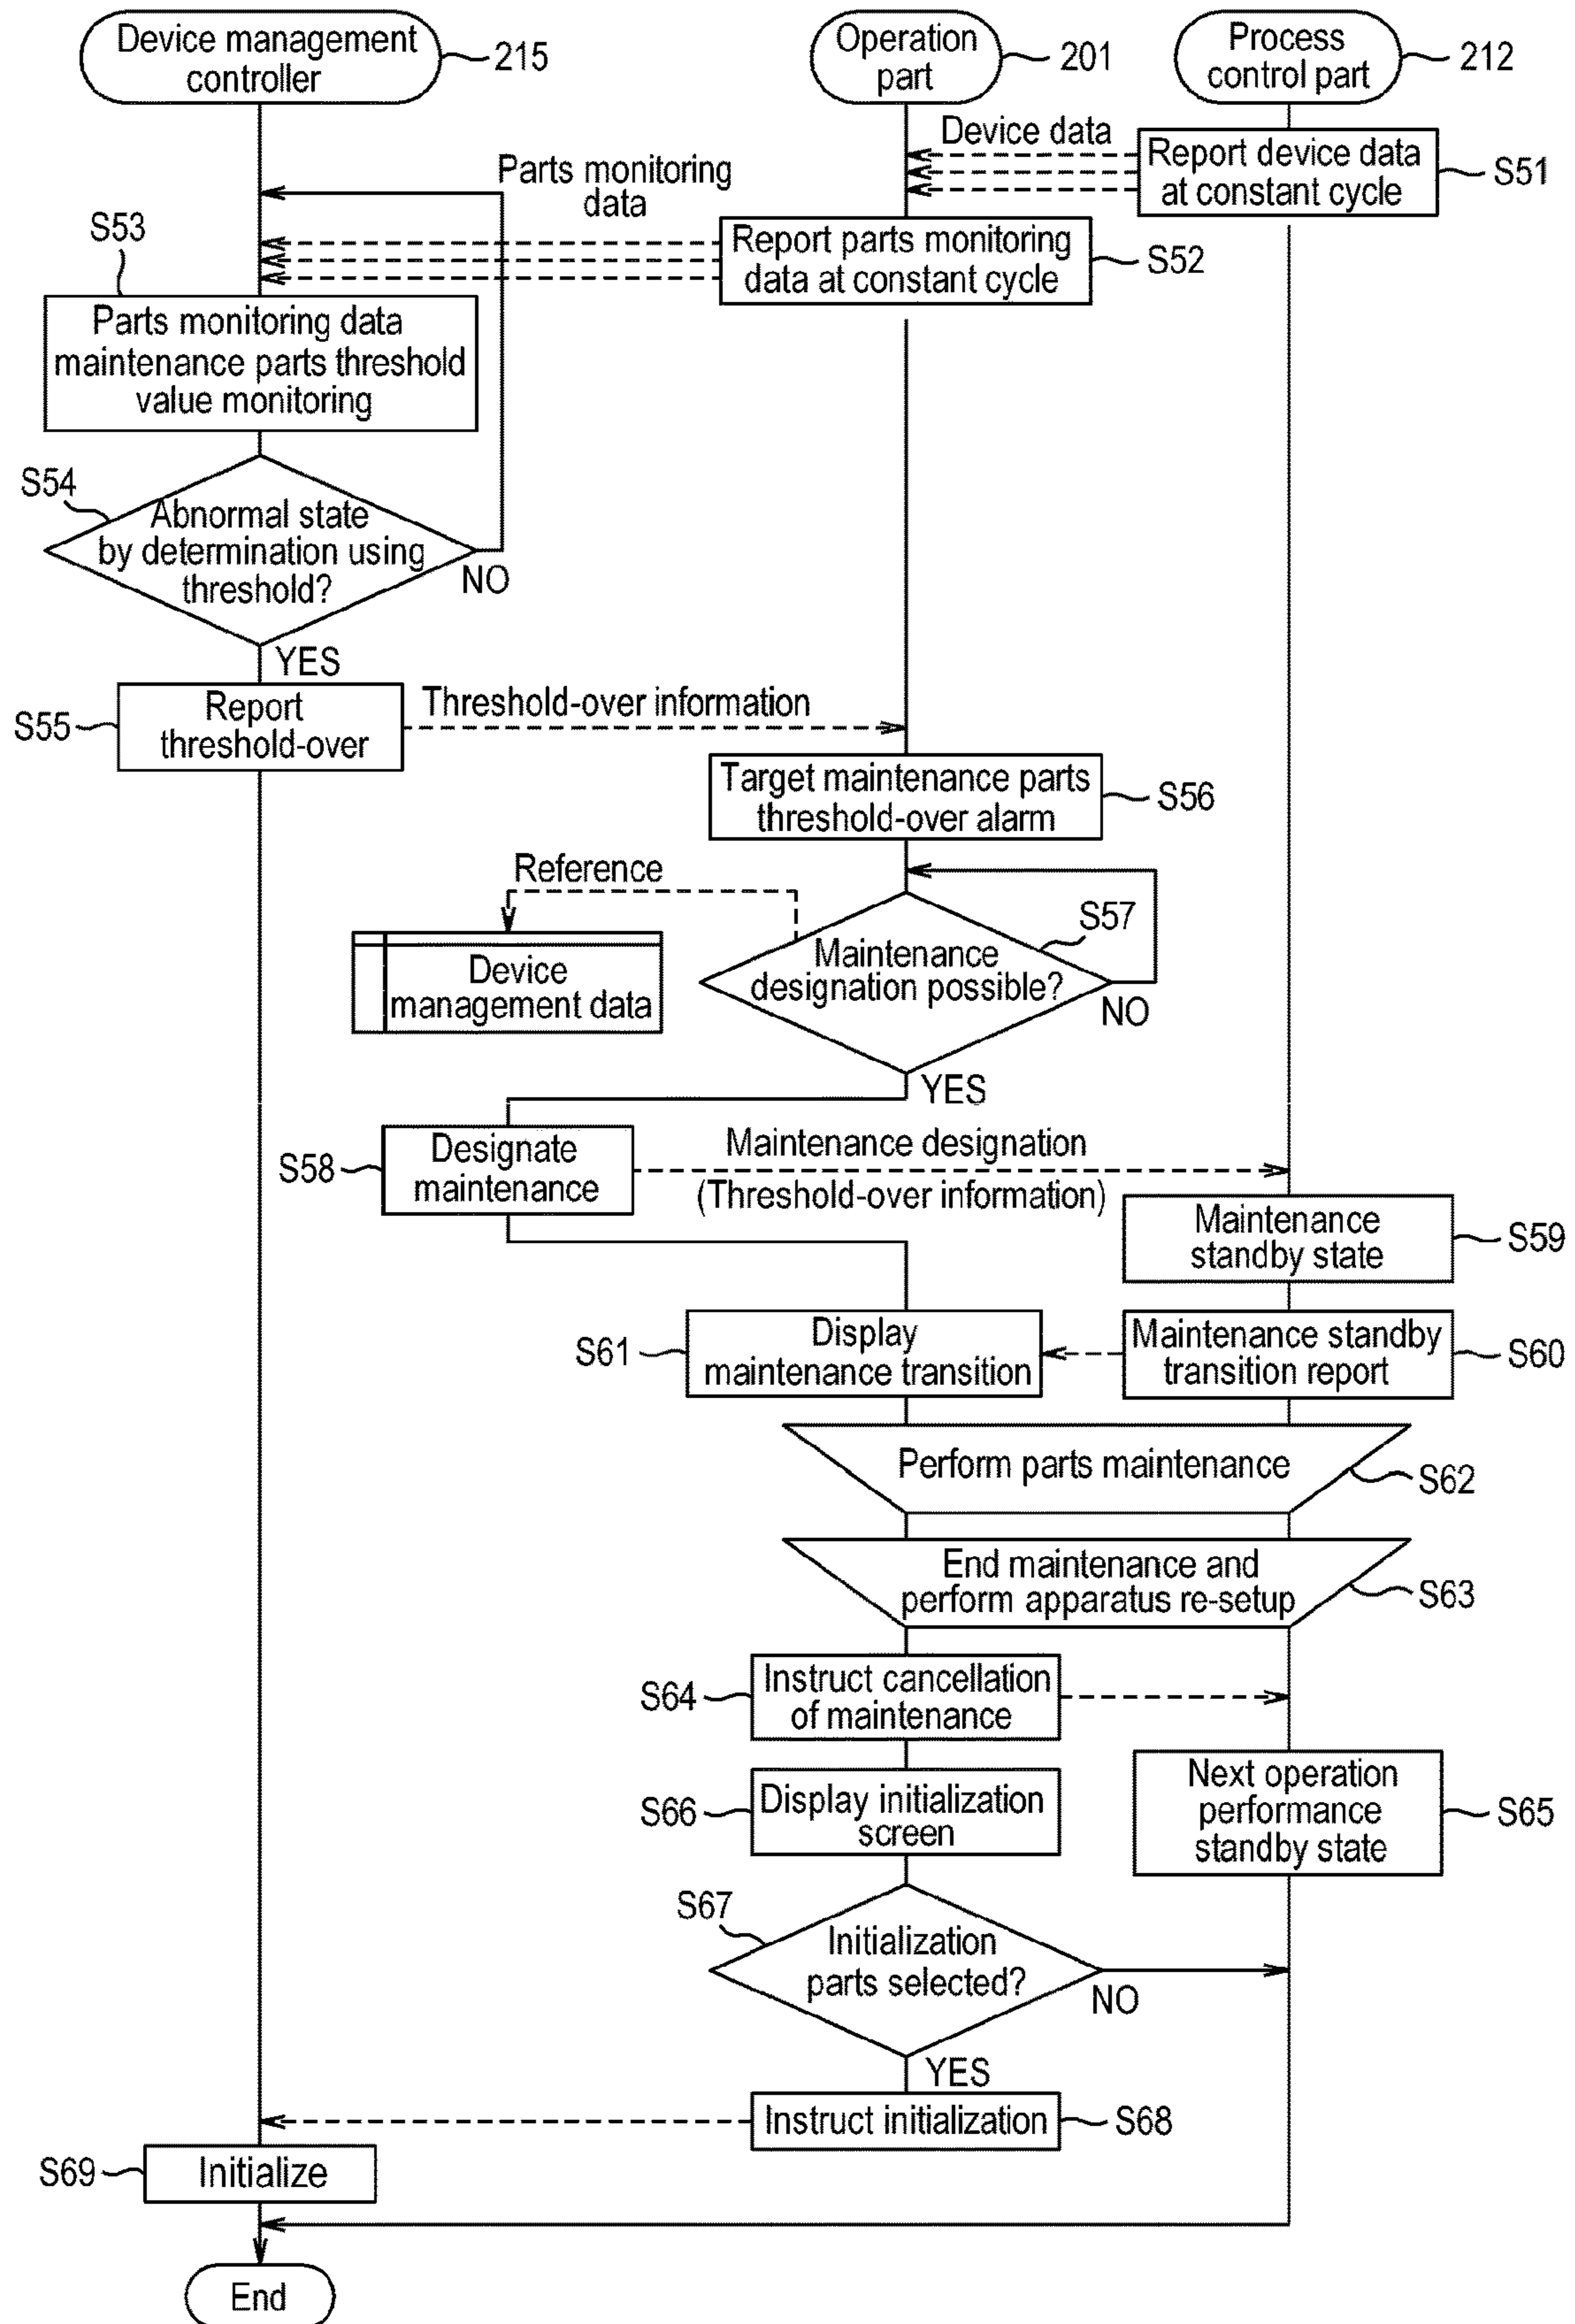 Device management
controller
215
Operation
part
201
Process
control part
212
Device data
Report device data
at constant cycle
S51
Parts monitoring
data
Report parts monitoring
data at constant cycle
S52
S53
Parts monitoring data
maintenance parts threshold
value monitoring
S54
Abnormal state
by determination using
threshold?
NO
YES
S55
Report
threshold-over
Threshold-over information
Target maintenance parts
threshold-over alarm
S56
Reference
Device
management data
S57
Maintenance
designation possible?
NO
YES
S58
Designate
maintenance
Maintenance designation
(Threshold-over information)
Maintenance
standby state
S59
S61
Display
maintenance transition
Maintenance standby
transition report
S60
Perform parts maintenance
S62
End maintenance and
perform apparatus re-setup
S63
S64
Instruct cancellation
of maintenance
S66
Display initialization
screen
Next operation
performance
standby state
S65
S67
Initialization
parts selected?
NO
YES
Instruct initialization
S68
S69
Initialize
End